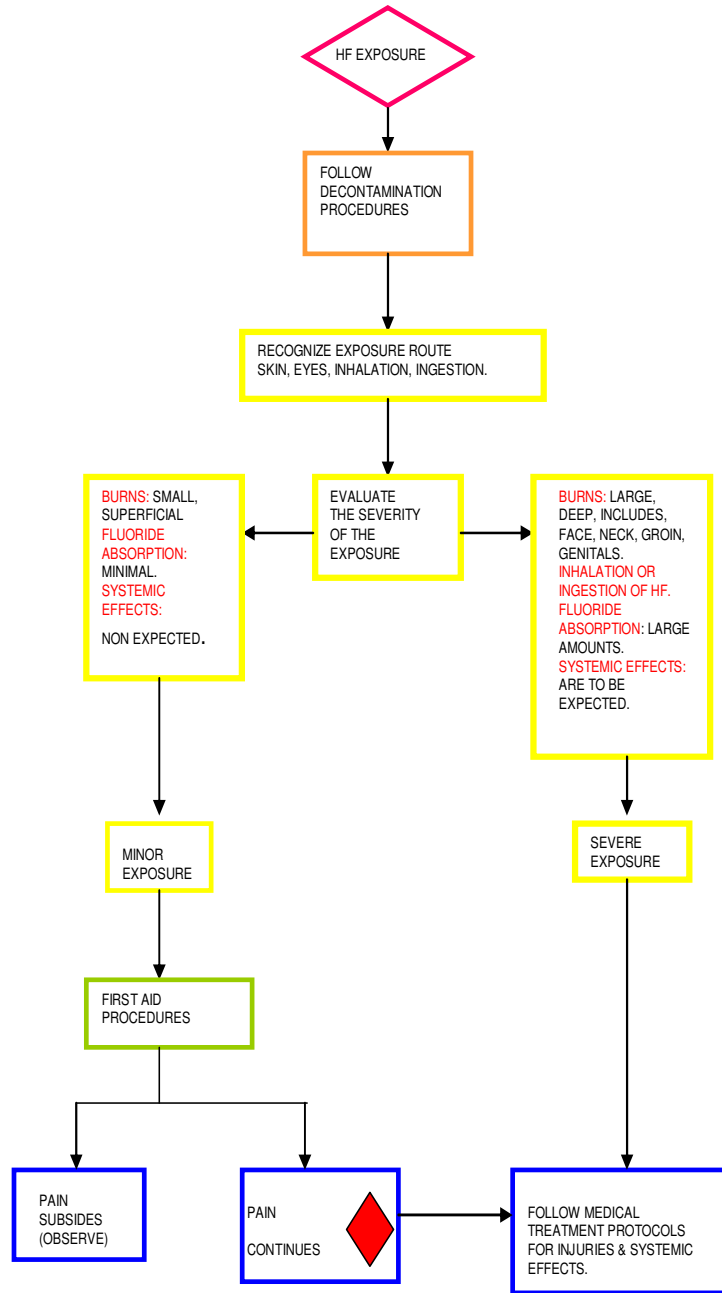 HF EXPOSURE
FOLLOW
DECONTAMINATION
PROCEDURES
RECOGNIZE EXPOSURE ROUTE
SKIN, EYES, INHALATION, INGESTION.
BURNS: SMALL,
SUPERFICIAL
FLUORIDE
ABSORPTION:
MINIMAL.
SYSTEMIC
EFFECTS:
NON EXPECTED.
EVALUATE
THE SEVERITY
OF THE
EXPOSURE
BURNS: LARGE,
DEEP, INCLUDES,
FACE, NECK, GROIN,
GENITALS.
INHALATION OR
INGESTION OF HF.
FLUORIDE
ABSORPTION: LARGE
AMOUNTS.
SYSTEMIC EFFECTS:
ARE TO BE
EXPECTED.
MINOR
EXPOSURE
SEVERE
EXPOSURE
FIRST AID
PROCEDURES
PAIN
SUBSIDES
(OBSERVE)
PAIN
CONTINUES
FOLLOW MEDICAL
TREATMENT PROTOCOLS
FOR INJURIES & SYSTEMIC
EFFECTS.